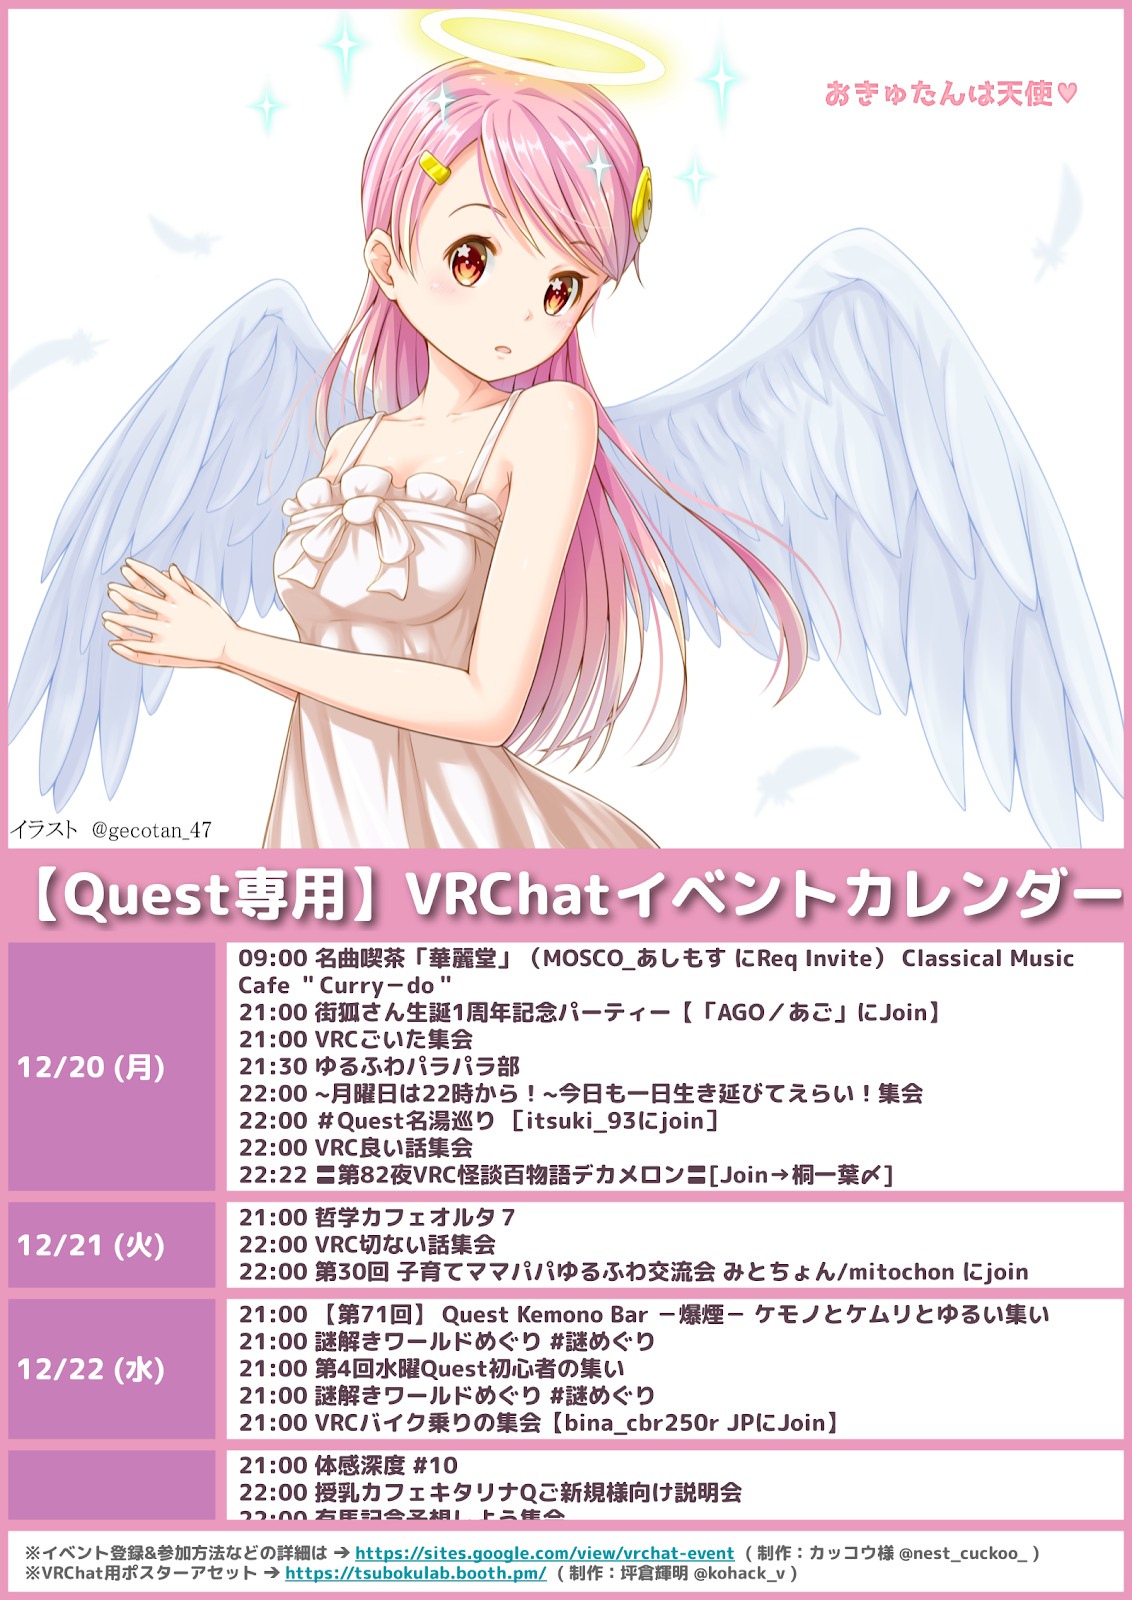 おきゅたんは天使♥
イラスト @gecotan_47
【Quest専用】VRChatイベントカレンダー
12/20 (月)
09:00 名曲喫茶「華麗堂」（MOSCO_あしもす にReq Invite） Classical Music
Cafe ＂Curry－do＂
21:00 街狐さん生誕1周年記念パーティー【「AGO／あご」にJoin】
21:00 VRCごいた集会
21:30 ゆるふわパラパラ部
22:00 ~月曜日は22時から！~今日も一日生き延びてえらい！集会
22:00 ＃Quest名湯巡り ［itsuki_93にjoin］
22:00 VRC良い話集会
22:22 〓第82夜VRC怪談百物語デカメロン〓[Join→桐一葉〆]
12/21 (火)
21:00 哲学カフェオルタ７
22:00 VRC切ない話集会
22:00 第30回 子育てママパパゆるふわ交流会 みとちょん/mitochon にjoin
12/22 (水)
21:00 【第71回】 Quest Kemono Bar －爆煙－ ケモノとケムリとゆるい集い
21:00 謎解きワールドめぐり #謎めぐり
21:00 第4回水曜Quest初心者の集い
21:00 謎解きワールドめぐり #謎めぐり
21:00 VRCバイク乗りの集会【bina_cbr250r JPにJoin】
21:00 体感深度 #10
22:00 授乳カフェキタリナQご新規様向け説明会
22:00 有馬記念予想しよう集会
※イベント登録&参加方法などの詳細は → https://sites.google.com/view/vrchat-event ( 制作：カッコウ様 @nest_cuckoo_ )
※VRChat用ポスターアセット → https://tsubokulab.booth.pm/ ( 制作：坪倉輝明 @kohack_v )